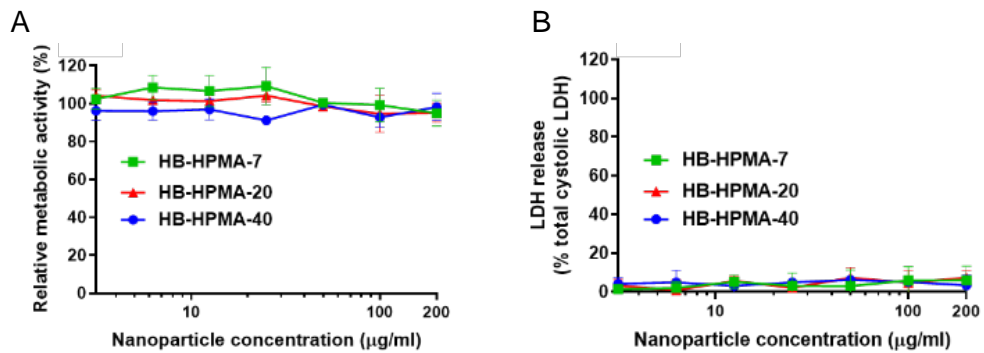 A
Relative metabolic activity (%)
120
100
80
60
40
20
0
HB-HPMA-7
HB-HPMA-20
HB-HPMA-40
10
100
200
Nanoparticle concentration (μg/ml)
B
LDH release
(% total cystolic LDH)
120
100
80
60
40
20
0
HB-HPMA-7
HB-HPMA-20
HB-HPMA-40
10
100
200
Nanoparticle concentration (μg/ml)